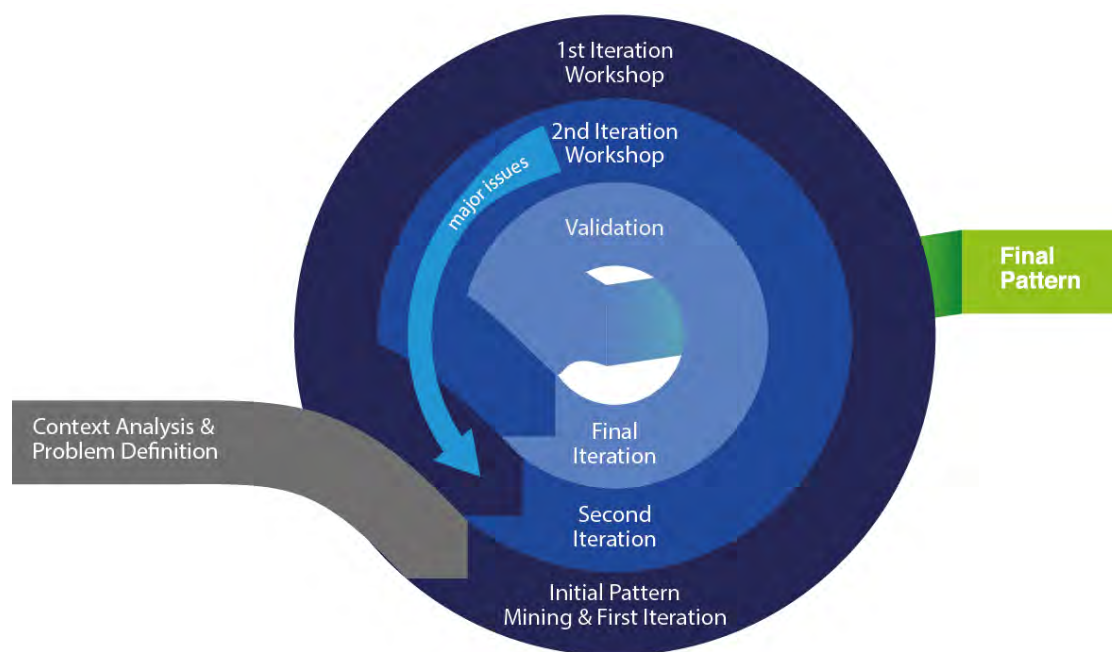 1st Iteration
Workshop
2nd Iteration
Workshop
major issues
Validation
Final
Pattern
Context Analysis &
Problem Definition
Final
Iteration
Second
Iteration
Initial Pattern
Mining & First Iteration